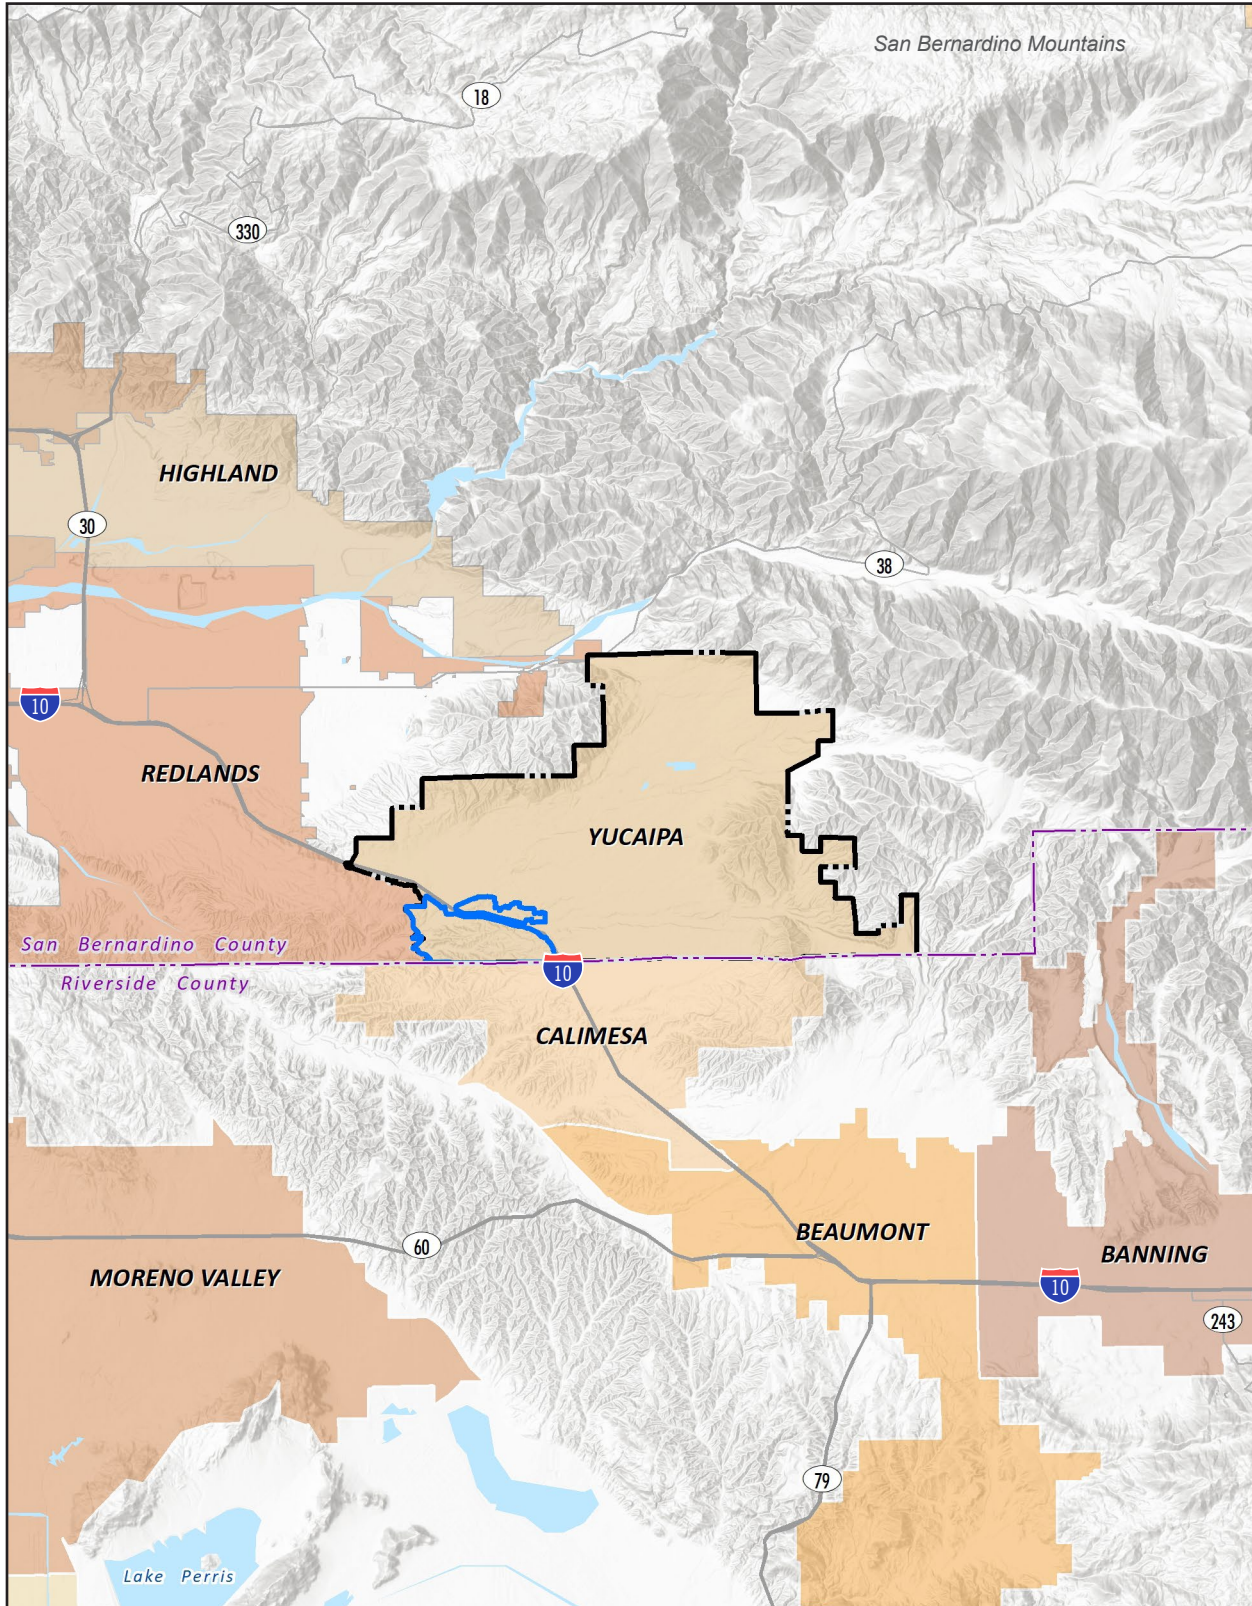 San Bernardino Mountains
18
330
HIGHLAND
30
38
10
REDLANDS
YUCAIPA
San Bernardino County
Riverside County
10
CALIMESA
BEAUMONT
60
BANNING
MORENO VALLEY
10
243
79
Lake Perris